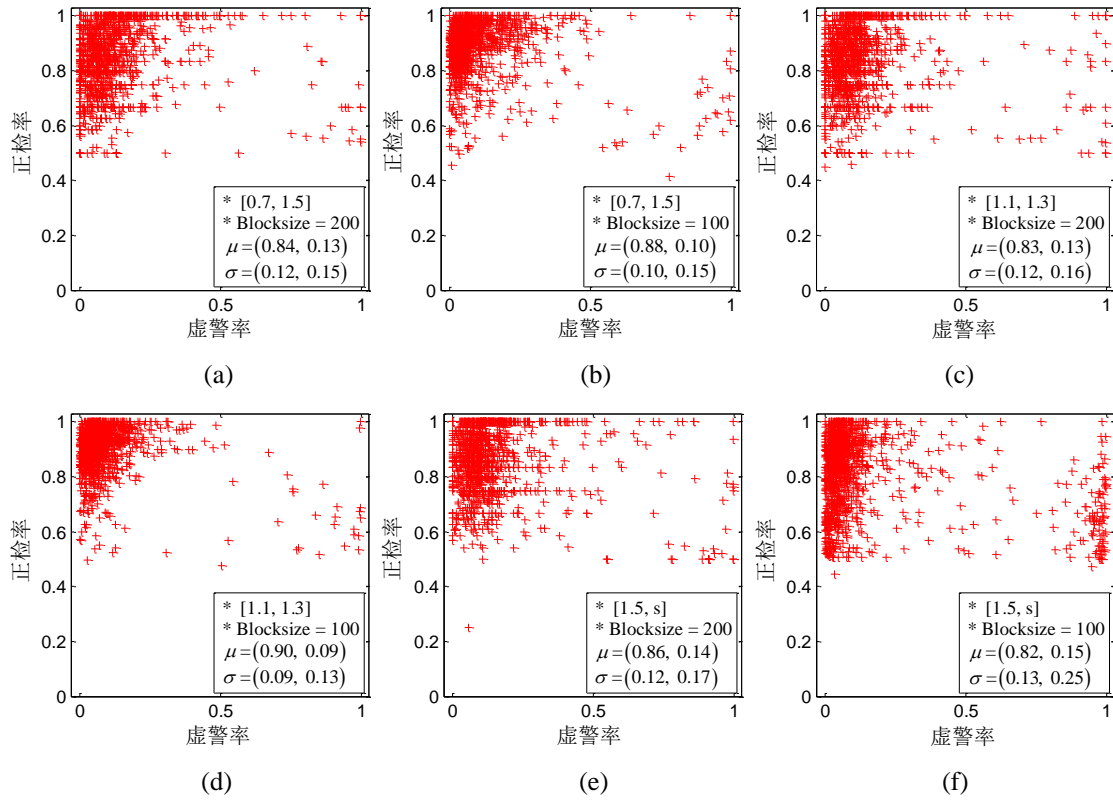 1
0.8
0.6
0.4
0.2
0
正检率
0
0.5
1
虚警率
* [0.7, 1.5]
* Blocksize = 200
μ=(0.84, 0.13)
σ=(0.12, 0.15)
(a)
1
0.8
0.6
0.4
0.2
0
正检率
0
0.5
1
虚警率
* [0.7, 1.5]
* Blocksize = 100
μ=(0.88, 0.10)
σ=(0.10, 0.15)
(b)
1
0.8
0.6
0.4
0.2
0
正检率
0
0.5
1
虚警率
* [1.1, 1.3]
* Blocksize = 200
μ=(0.83, 0.13)
σ=(0.12, 0.16)
(c)
1
0.8
0.6
0.4
0.2
0
正检率
0
0.5
1
虚警率
* [1.1, 1.3]
* Blocksize = 100
μ=(0.90, 0.09)
σ=(0.09, 0.13)
(d)
1
0.8
0.6
0.4
0.2
0
正检率
0
0.5
1
虚警率
* [1.5, s]
* Blocksize = 200
μ=(0.86, 0.14)
σ=(0.12, 0.17)
(e)
1
0.8
0.6
0.4
0.2
0
正检率
0
0.5
1
虚警率
* [1.5, s]
* Blocksize = 100
μ=(0.82, 0.15)
σ=(0.13, 0.25)
(f)